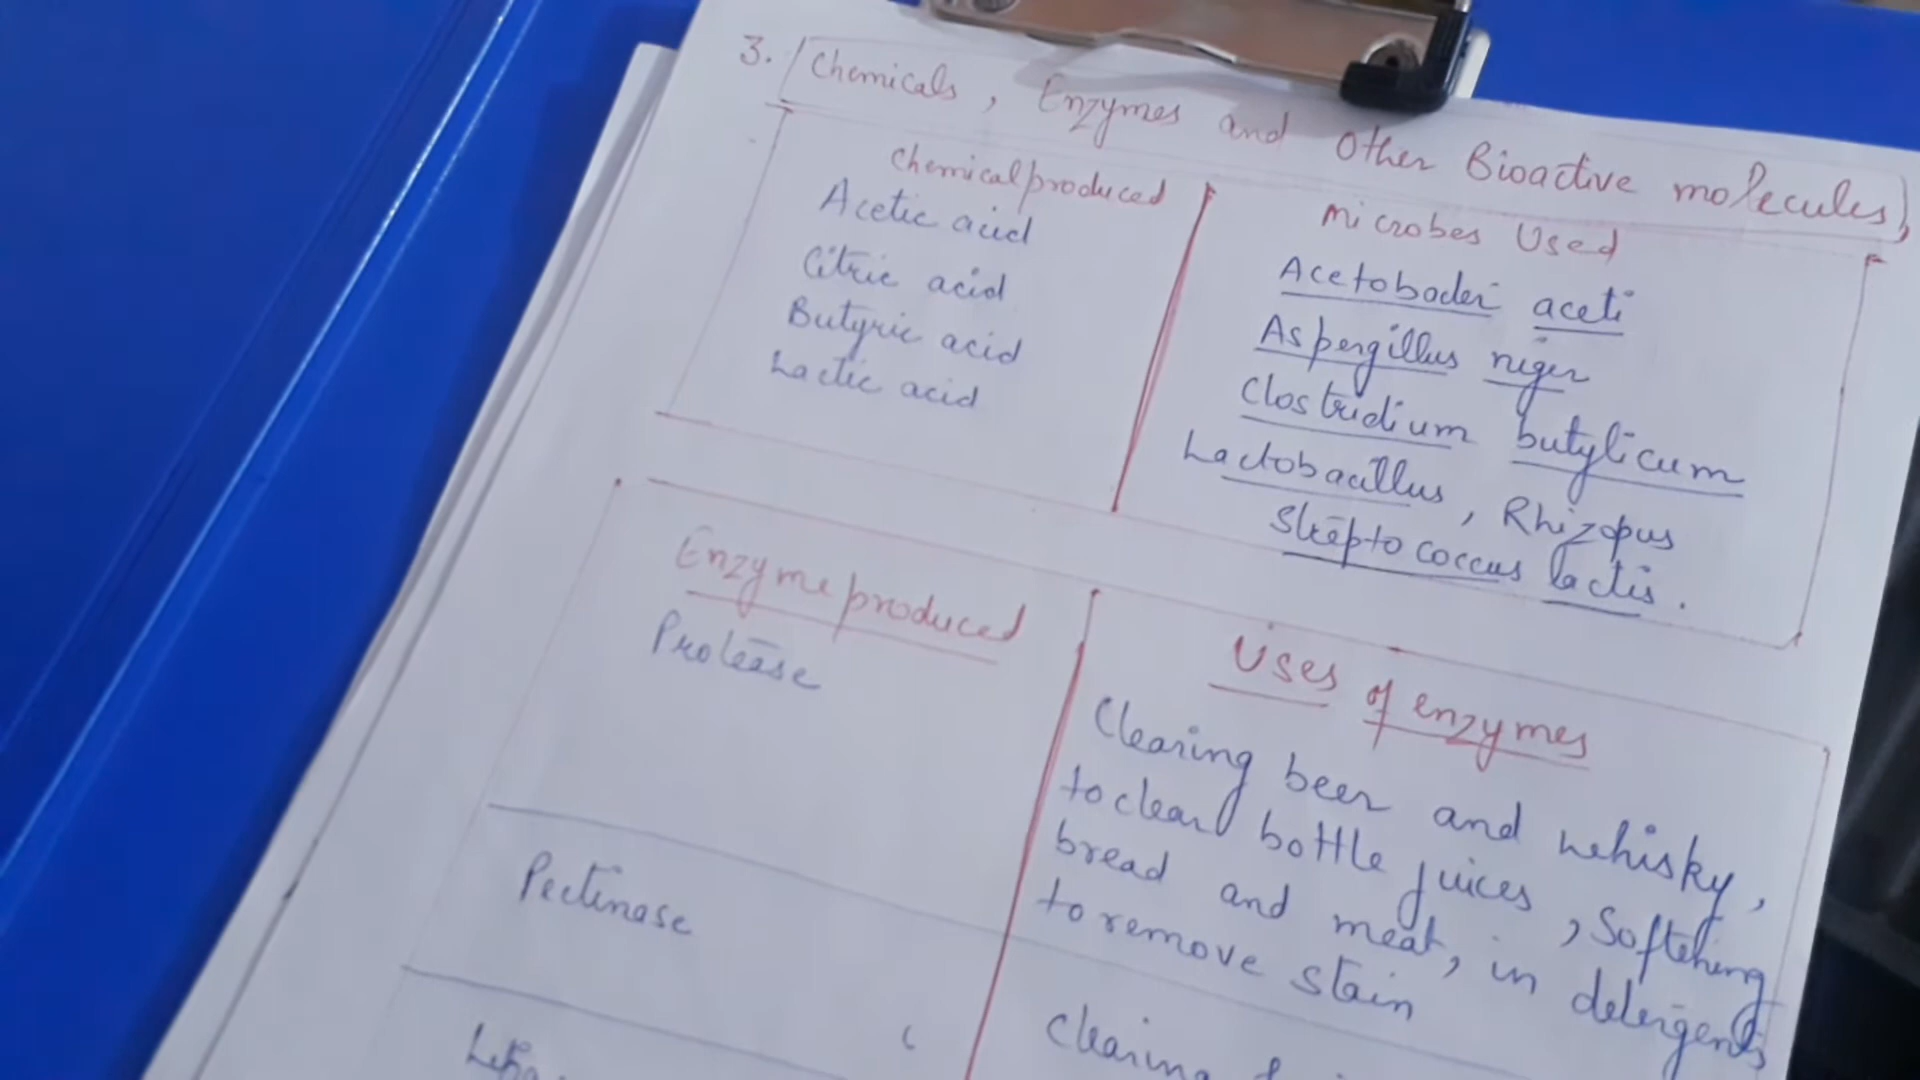 3. Chemicals, Enzymes and Other Bioactive molecules
Chemical produced
Acetic acid
Citric acid
Butyric acid
Lactic acid
Microbes Used
Acetobacter aceti
Aspergillus niger
Clostridium butylicum
Lactobacillus, Rhizopus
Streptococcus lactis.
Enzyme produced
Protease
Uses of enzymes
Clearing beer and whisky,
to clear bottle juices, Softening
bread and meat, in detergents
to remove stain
Pectinase
Clearing